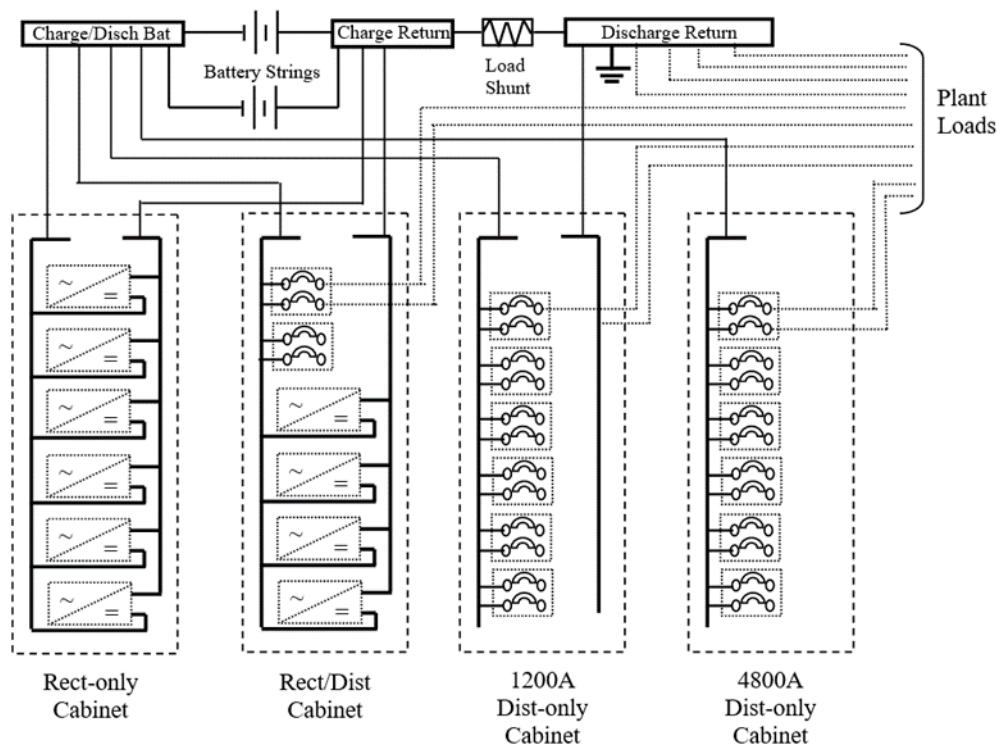 Charge/Disch Bat
Charge Return
Discharge Return
Battery Strings
Load
Shunt
Plant
Loads
~
=
~
=
~
=
~
=
~
=
~
=
~
=
~
=
~
=
~
=
Rect-only
Cabinet
Rect/Dist
Cabinet
1200A
Dist-only
Cabinet
4800A
Dist-only
Cabinet